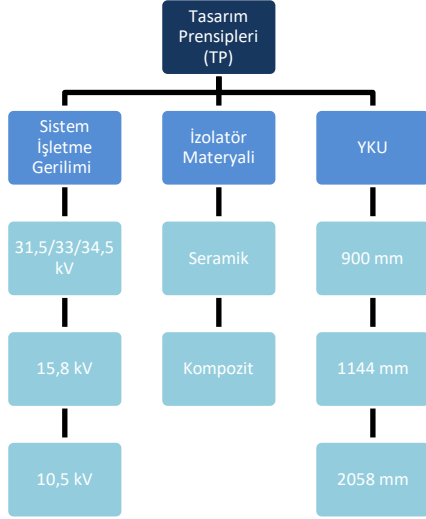 Tasarım
Prensipleri
(TP)
Sistem
İşletme
Gerilimi
İzolatör
Materyali
YKU
31,5/33/34,5
kV
Seramik
900 mm
15,8 kV
Kompozit
1144 mm
10,5 kV
2058 mm